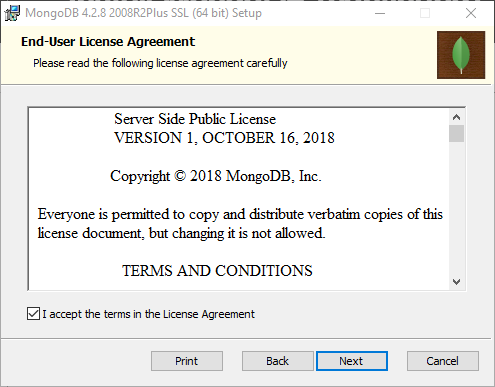 MongoDB 4.2.8 2008R2Plus SSL (64 bit) Setup
End-User License Agreement
Please read the following license agreement carefully
Server Side Public License
VERSION 1, OCTOBER 16, 2018
Copyright © 2018 MongoDB, Inc.
Everyone is permitted to copy and distribute verbatim copies of this
license document, but changing it is not allowed.
TERMS AND CONDITIONS
I accept the terms in the License Agreement
Print
Back
Next
Cancel